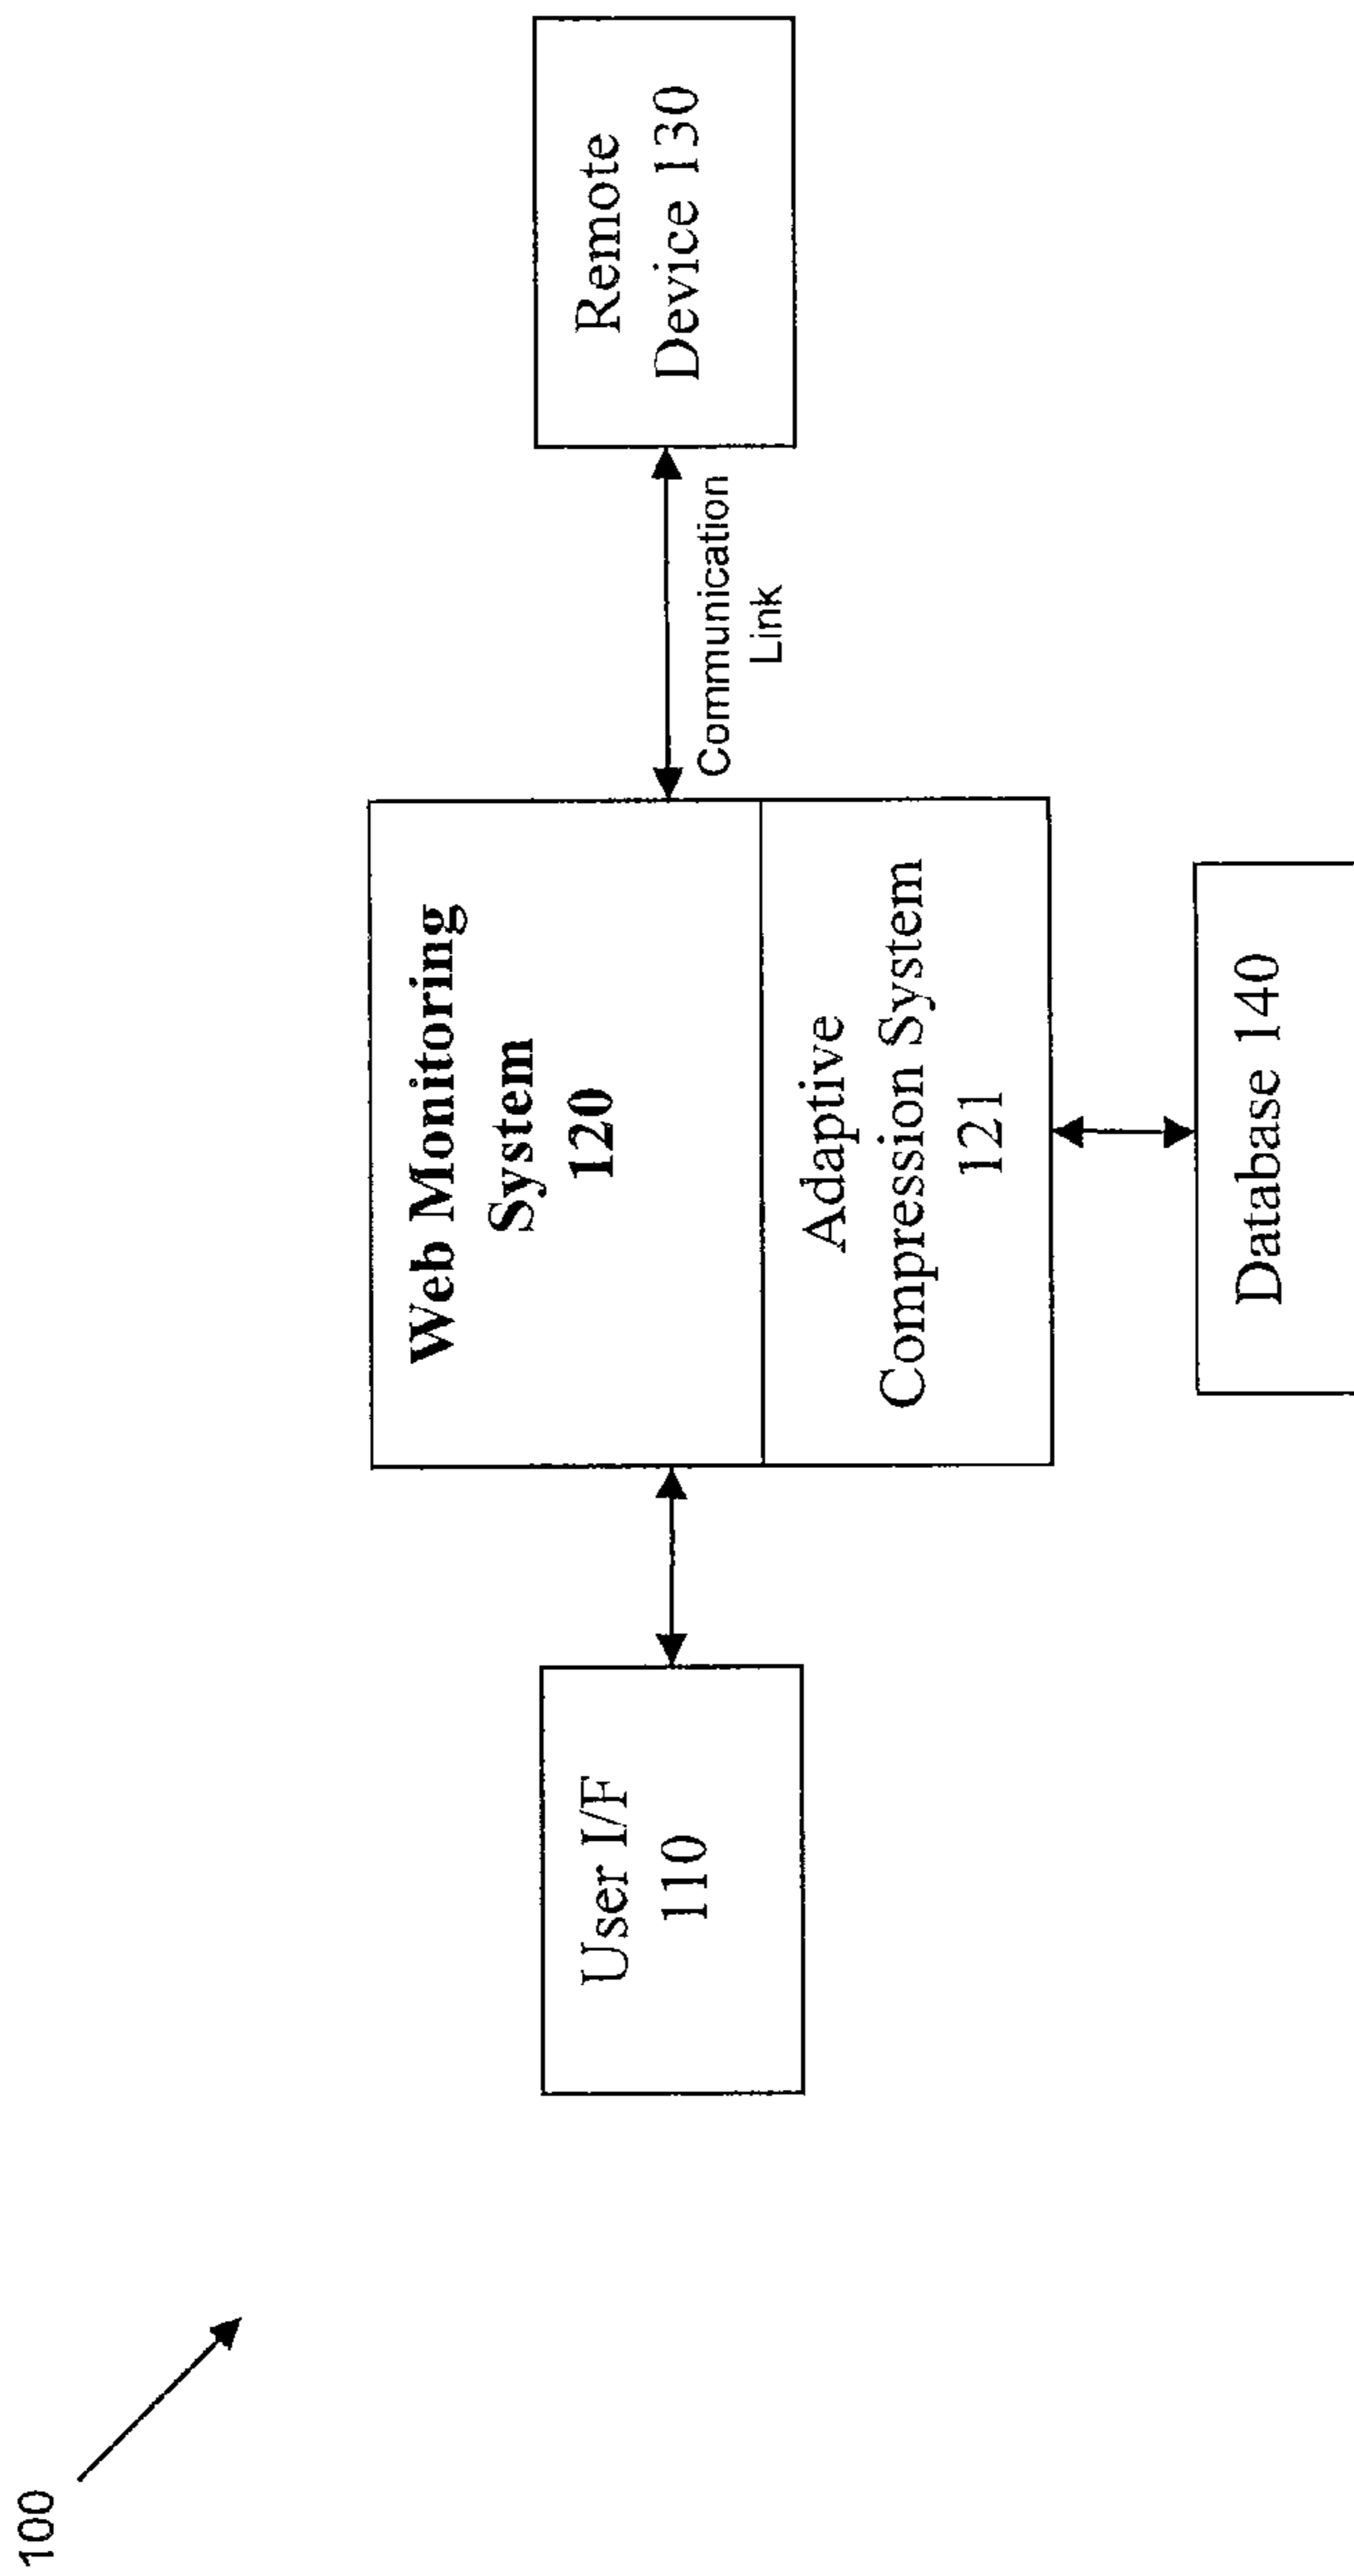 100
User I/F
110
Web Monitoring
System
120
Adaptive
Compression System
121
Communication
Link
Remote
Device 130
Database 140